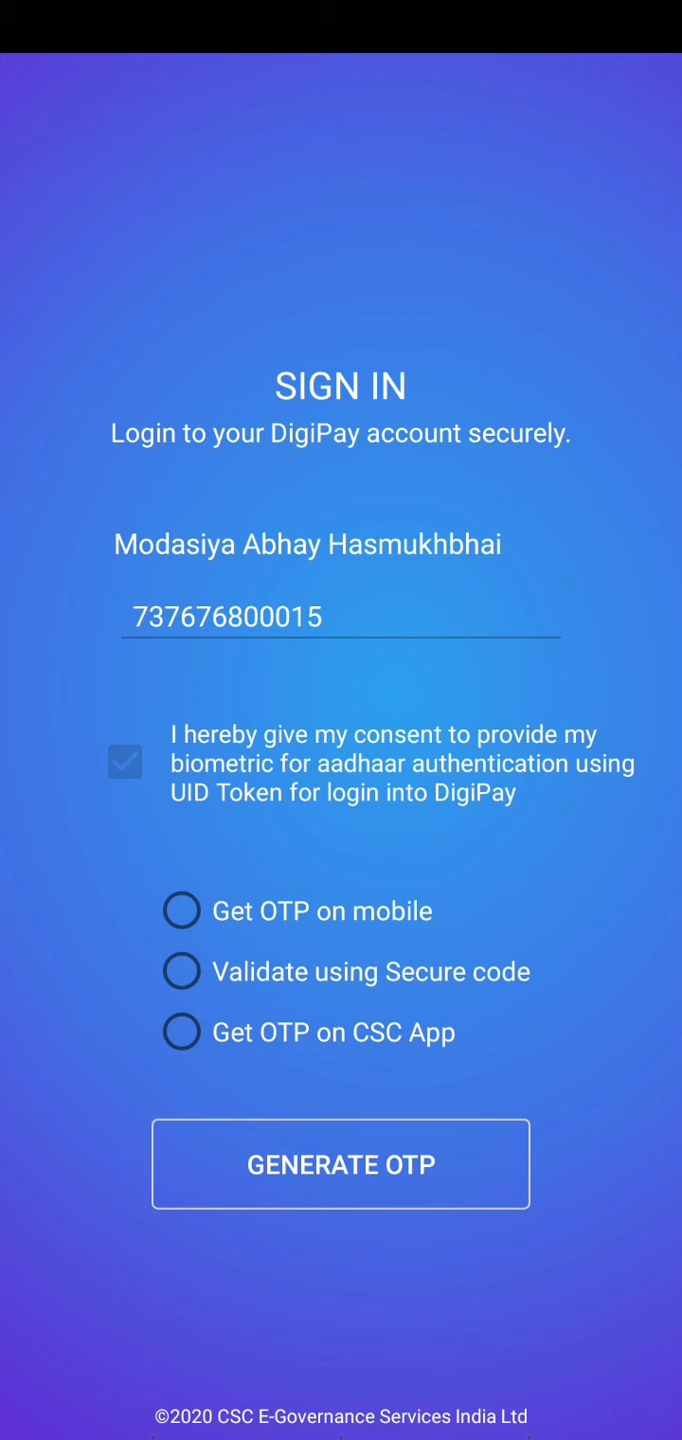 SIGN IN
Login to your DigiPay account securely.
Modasiya Abhay Hasmukhbhai
737676800015
I hereby give my consent to provide my
biometric for aadhaar authentication using
UID Token for login into DigiPay
Get OTP on mobile
Validate using Secure code
Get OTP on CSC App
GENERATE OTP
©2020 CSC E-Governance Services India Ltd